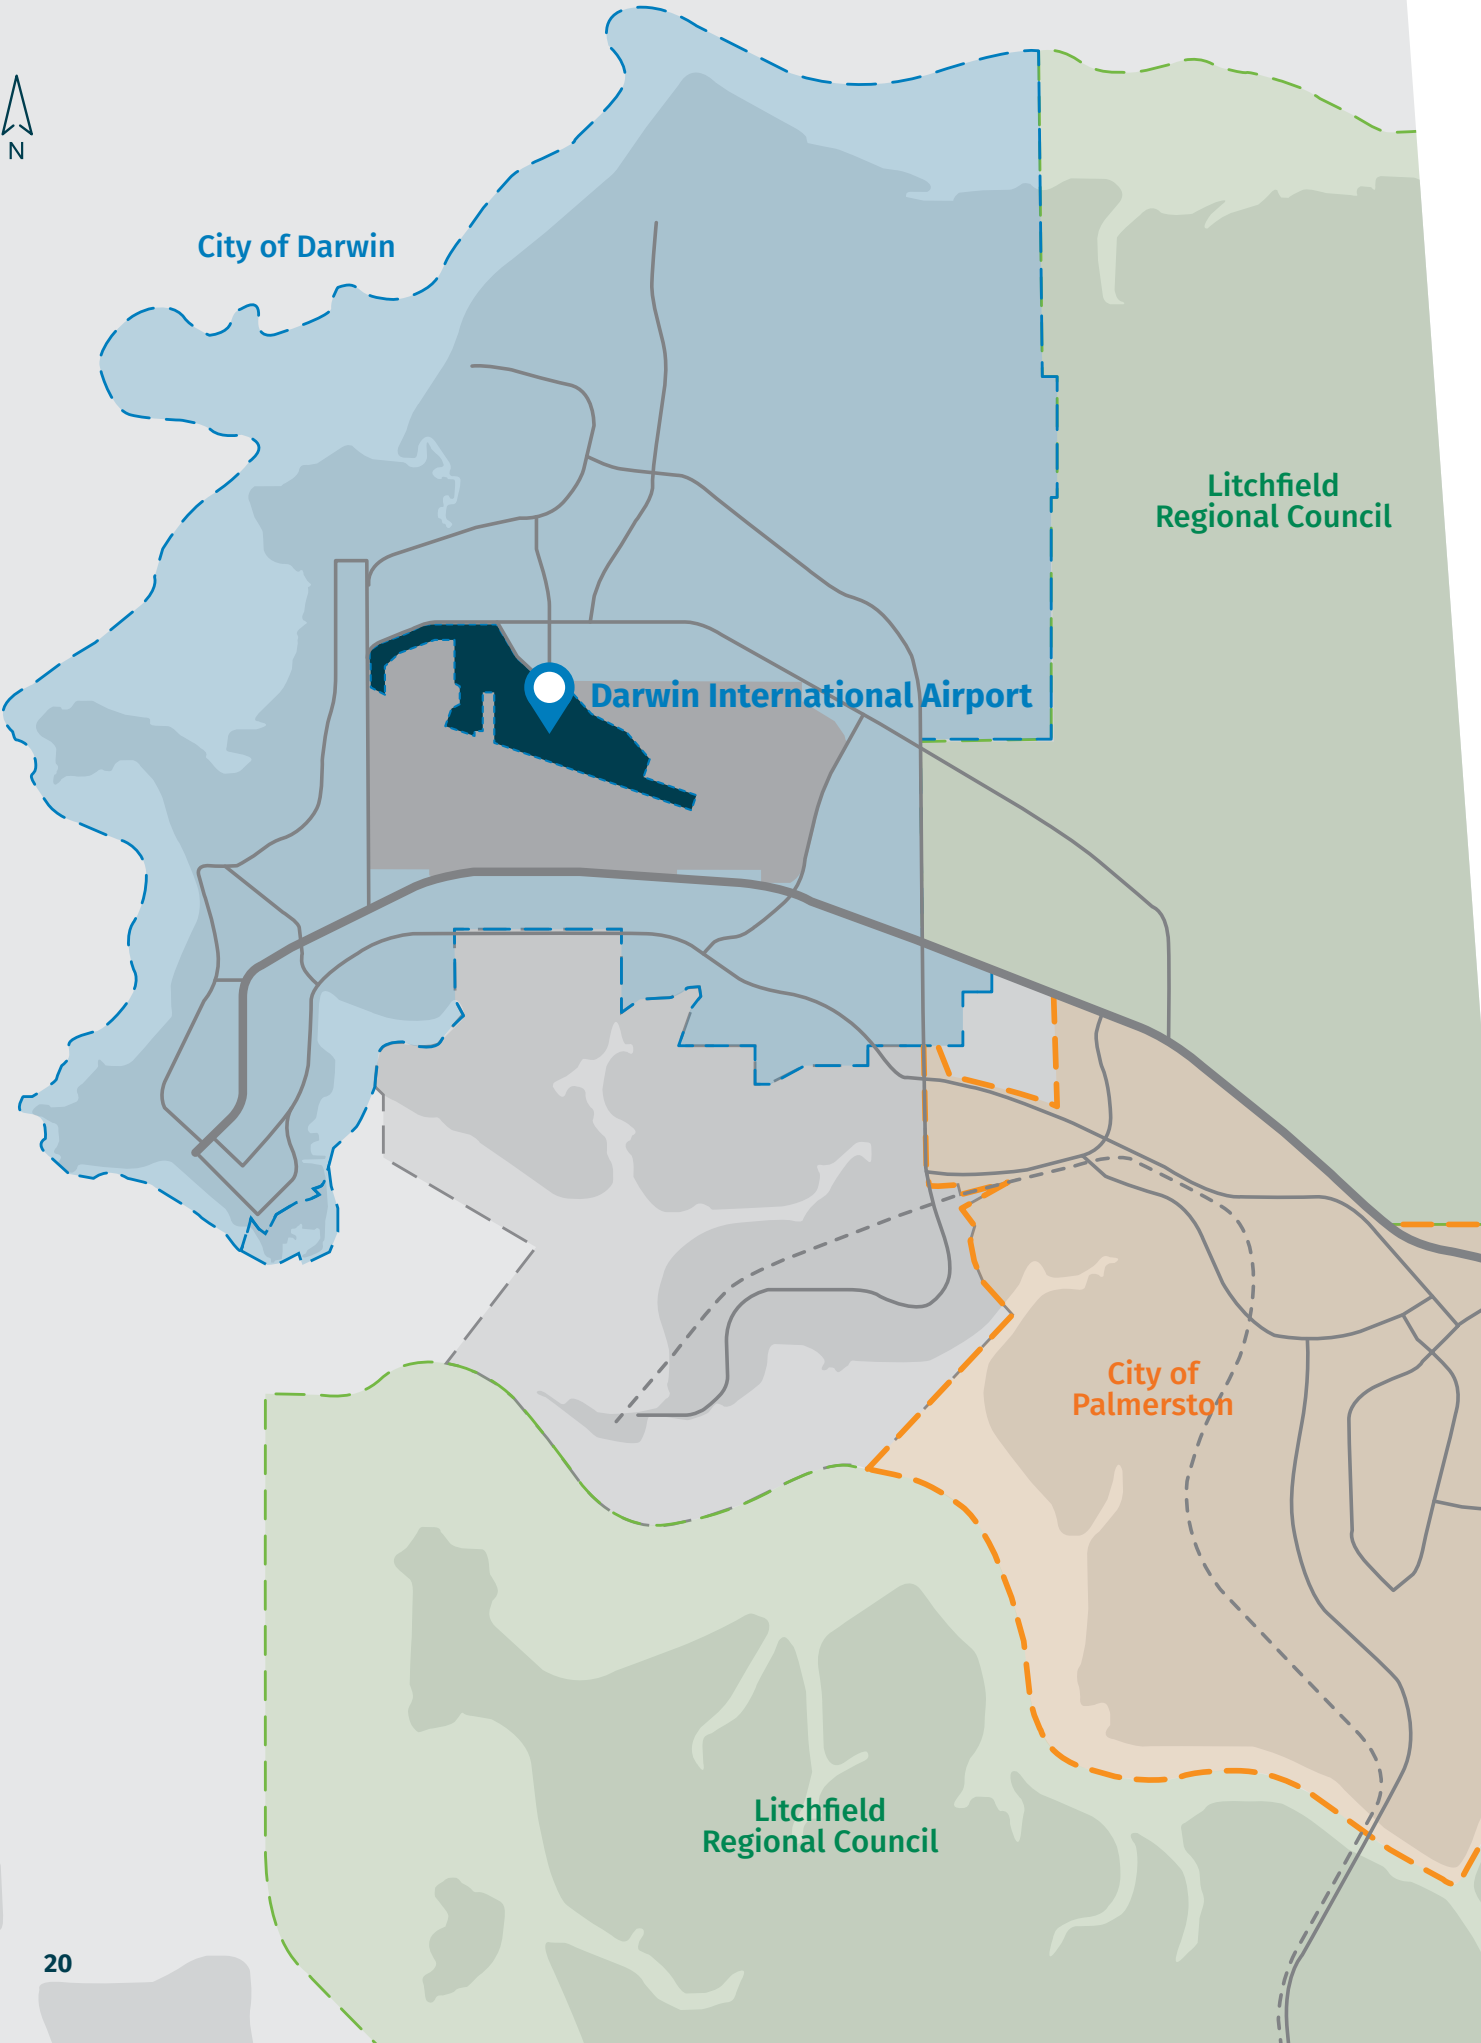 N
City of Darwin
Litchfield
Regional Council
Darwin International Airport
City of
Palmerston
Litchfield
Regional Council
20